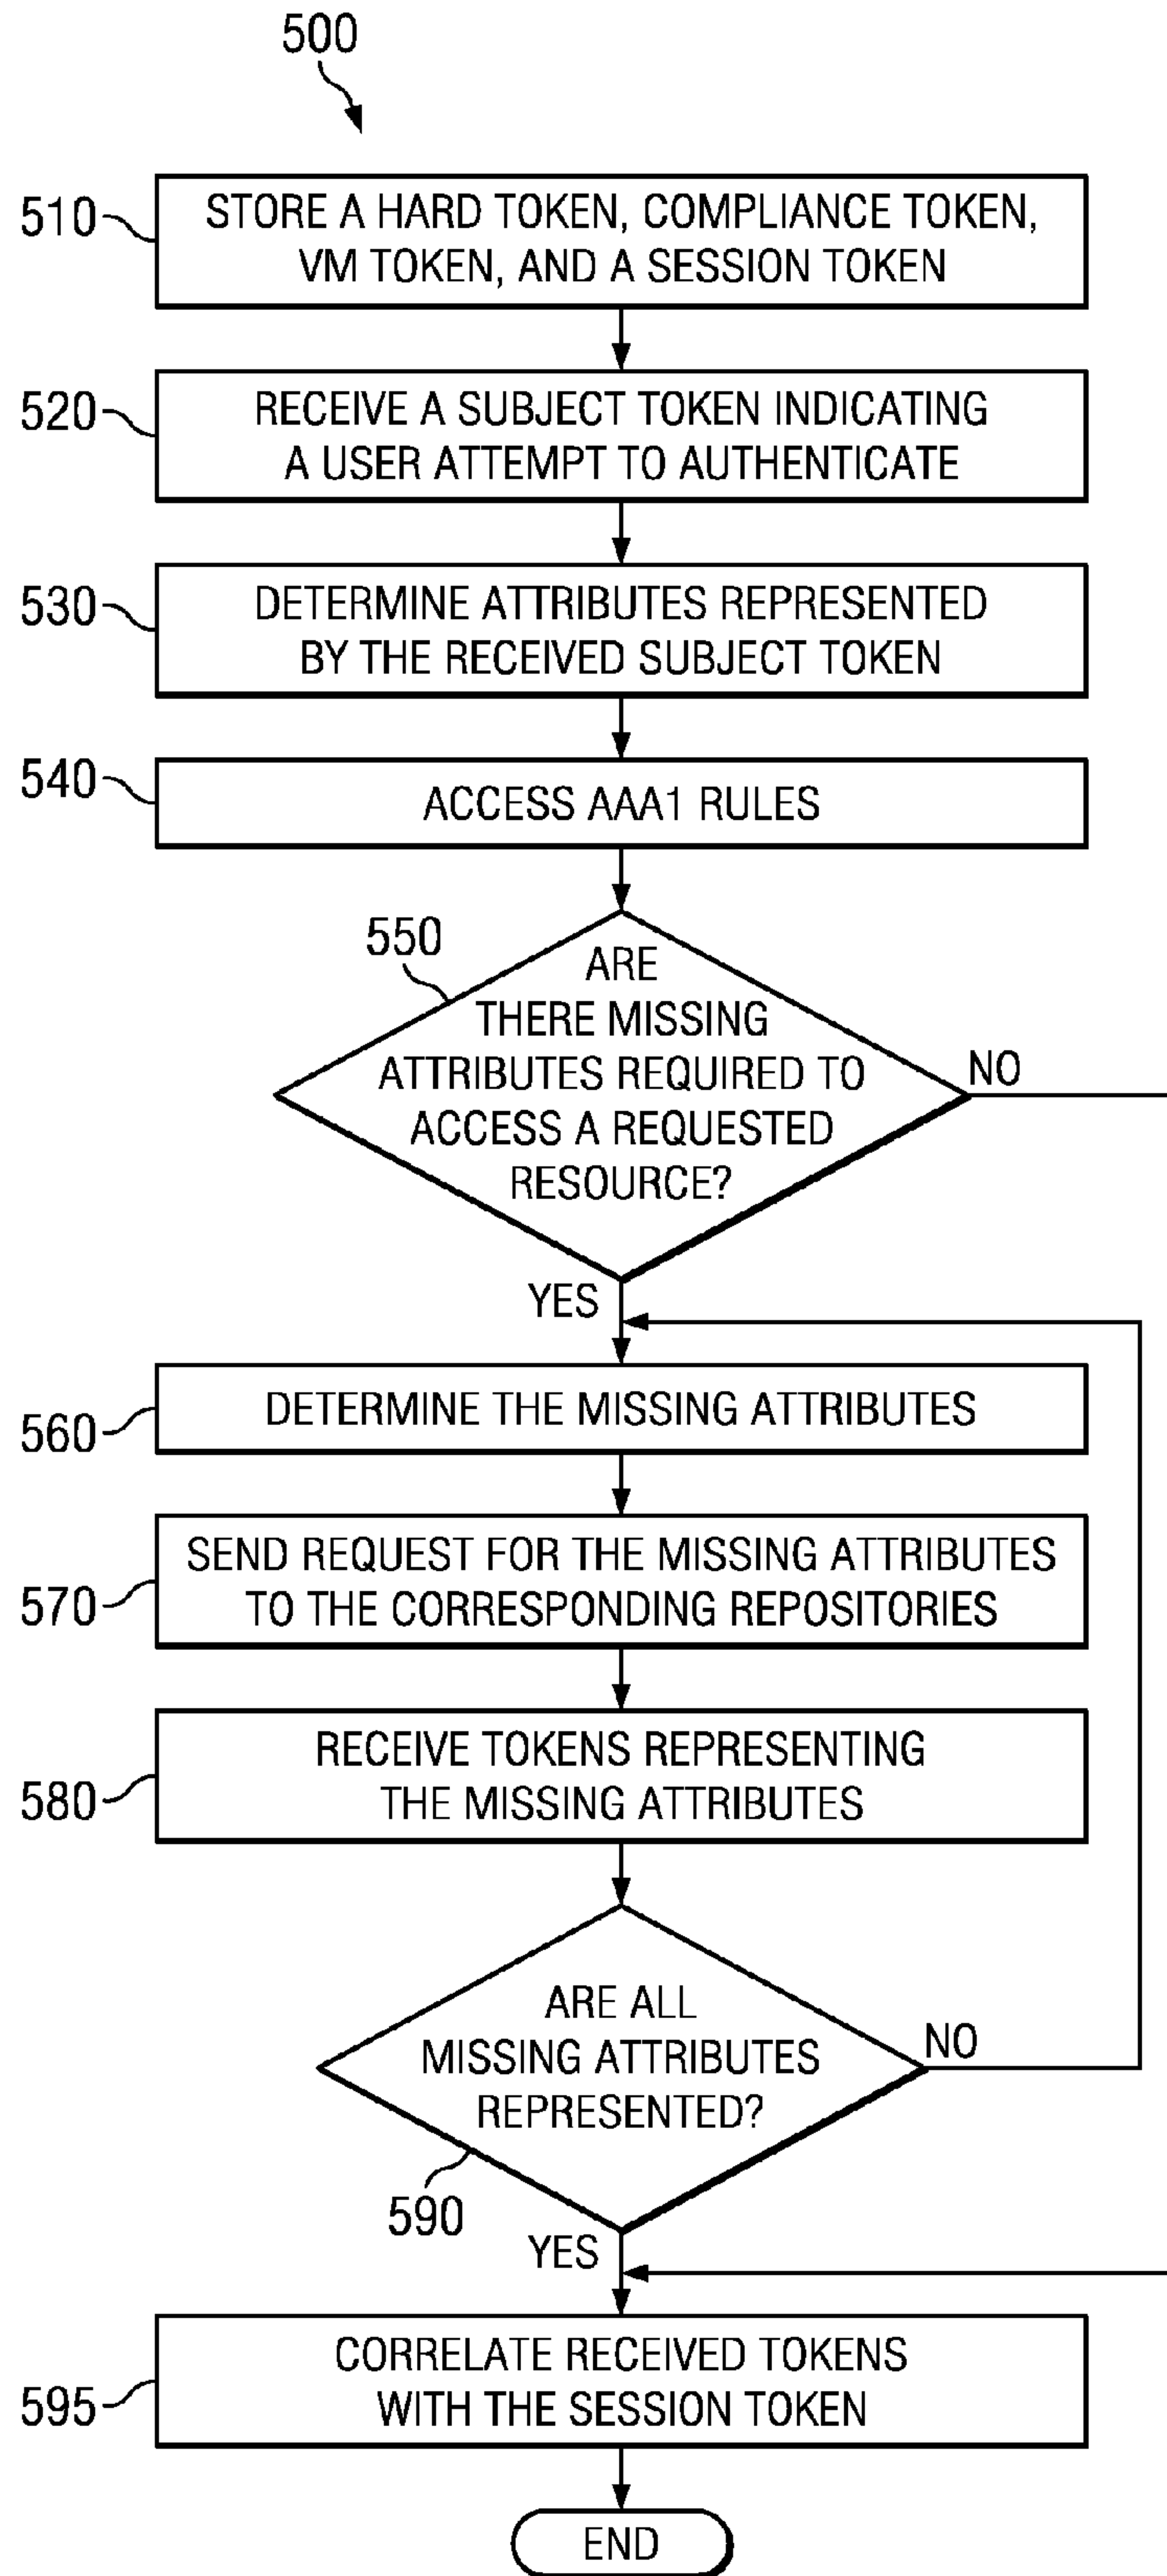 500
510
STORE A HARD TOKEN, COMPLIANCE TOKEN,
VM TOKEN, AND A SESSION TOKEN
520
RECEIVE A SUBJECT TOKEN INDICATING
A USER ATTEMPT TO AUTHENTICATE
530
DETERMINE ATTRIBUTES REPRESENTED
BY THE RECEIVED SUBJECT TOKEN
540
ACCESS AAA1 RULES
550
ARE
THERE MISSING
ATTRIBUTES REQUIRED TO
ACCESS A REQUESTED
RESOURCE?
NO
YES
560
DETERMINE THE MISSING ATTRIBUTES
570
SEND REQUEST FOR THE MISSING ATTRIBUTES
TO THE CORRESPONDING REPOSITORIES
580
RECEIVE TOKENS REPRESENTING
THE MISSING ATTRIBUTES
ARE ALL
MISSING ATTRIBUTES
REPRESENTED?
NO
590
YES
595
CORRELATE RECEIVED TOKENS
WITH THE SESSION TOKEN
END